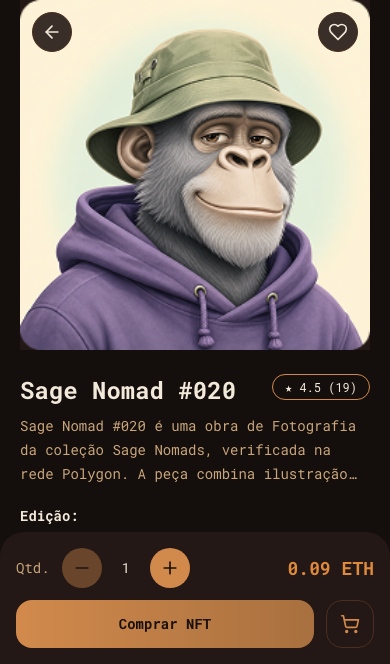 Sage Nomad #020
★ 4.5 (19)
Sage Nomad #020 é uma obra de Fotografia
da coleção Sage Nomads, verificada na
rede Polygon. A peça combina ilustração…
Edição:
Qtd.
1
0.09 ETH
Comprar NFT